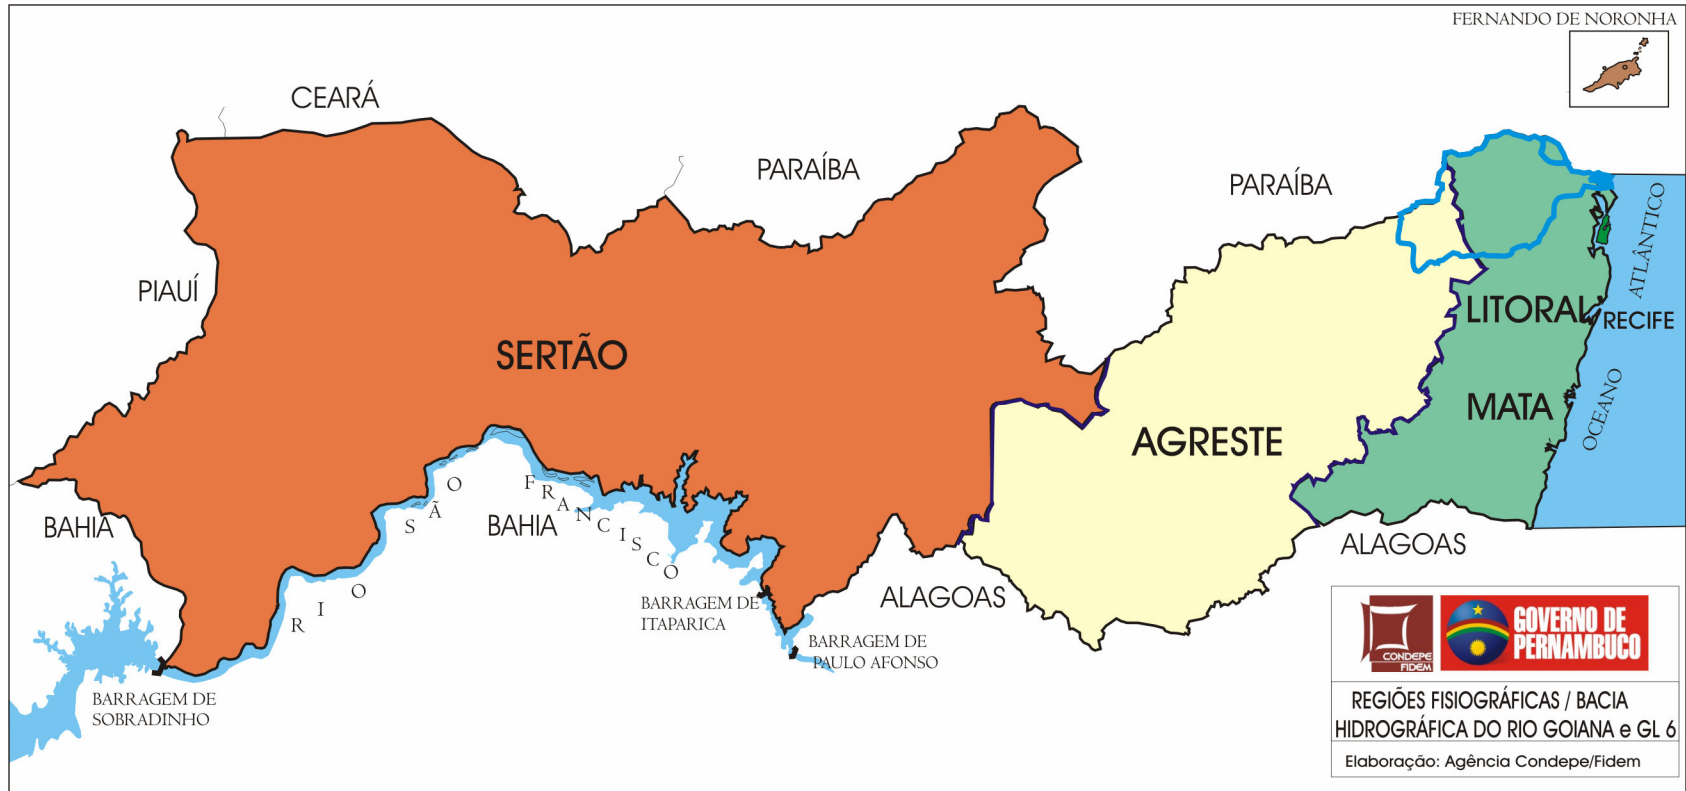 FERNANDO DE NORONHA
CEARÁ
PARAÍBA
PARAÍBA
PIAUÍ
ATLÂNTICO
LITORAL
RECIFE
SERTÃO
MATA
OCEANO
AGRESTE
BAHIA
BAHIA
RIO SÃO FRANCISCO
ALAGOAS
ALAGOAS
BARRAGEM DE
ITAPARICA
BARRAGEM DE
PAULO AFONSO
BARRAGEM DE
SOBRADINHO
CONDEPE
FIDEM
GOVERNO DE
PERNAMBUCO
REGIÕES FISIOGRÁFICAS / BACIA
HIDROGRÁFICA DO RIO GOIANA e GL 6
Elaboração: Agência Condepe/Fidem